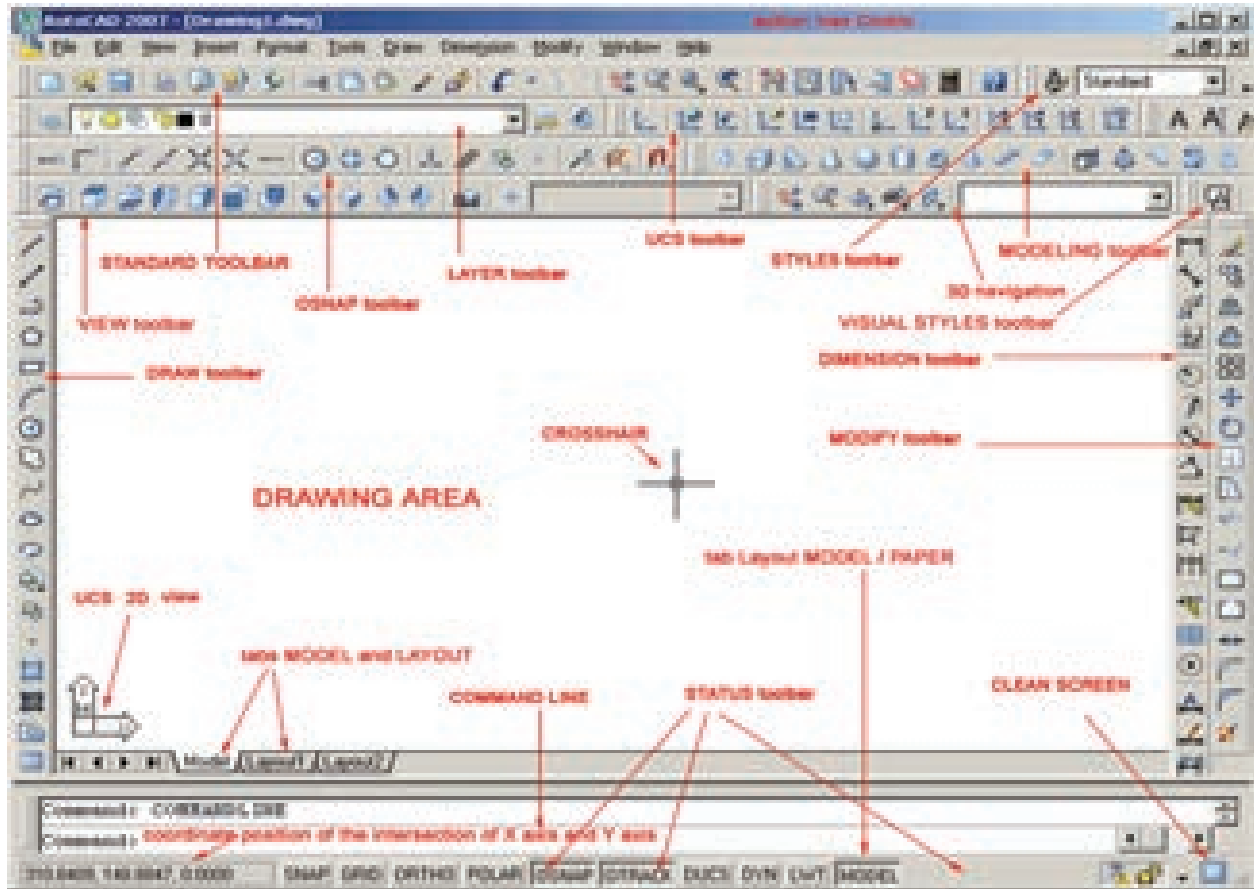 AutoCAD 2007 - [Drawing1.dwg]
File Edit View Insert Format Tools Draw Dimension Modify Window Help
Standard
A A
UCS toolbar
STANDARD TOOLBAR
STYLES toolbar
MODELING toolbar
LAYER toolbar
3D navigation
OSNAP toolbar
VIEW toolbar
VISUAL STYLES toolbar
DIMENSION toolbar
DRAW toolbar
CROSSHAIR
MODIFY toolbar
DRAWING AREA
tab Layout MODEL / PAPER
UCS 2D view
tabs MODEL and LAYOUT
CLEAN SCREEN
COMMAND LINE
STATUS toolbar
Model Layout1 Layout2
Command: COMMANDLINE
Command: coordinate position of the intersection of X axis and Y axis
0.0000 SNAP GRID ORTHO POLAR OSNAP OTRACK DUCS DYN LWT MODEL